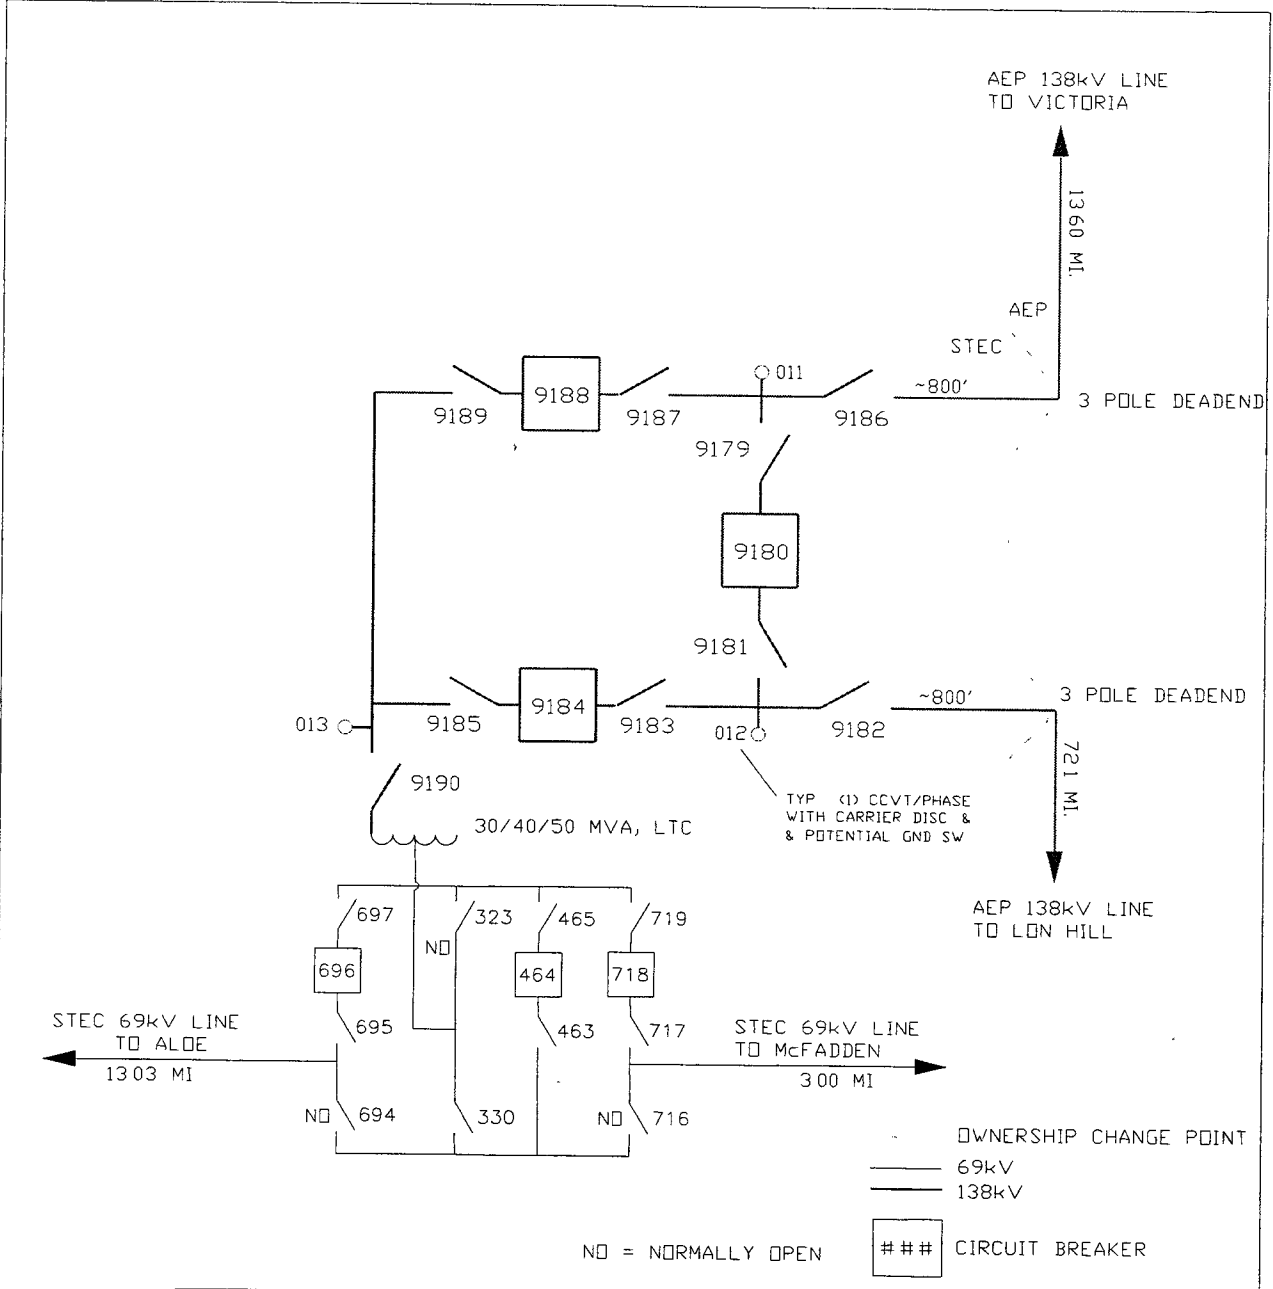 AEP 138kV LINE
TO VICTORIA
1360 MI.
AEP
STEC
011
~800'
3 POLE DEADEND
9189
9188
9187
9186
9179
9180
9181
9185
9184
9183
9182
~800'
3 POLE DEADEND
013
012
9190
721 MI.
TYP (1) CCVT/PHASE
WITH CARRIER DISC &
& POTENTIAL GND SW
30/40/50 MVA, LTC
AEP 138kV LINE
TO LON HILL
697
323
465
719
NO
696
464
718
695
463
717
STEC 69kV LINE
TO ALOE
1303 MI
STEC 69kV LINE
TO McFADDEN
300 MI
NO
694
330
NO
716
OWNERSHIP CHANGE POINT
69kV
138kV
NO = NORMALLY OPEN
### CIRCUIT BREAKER